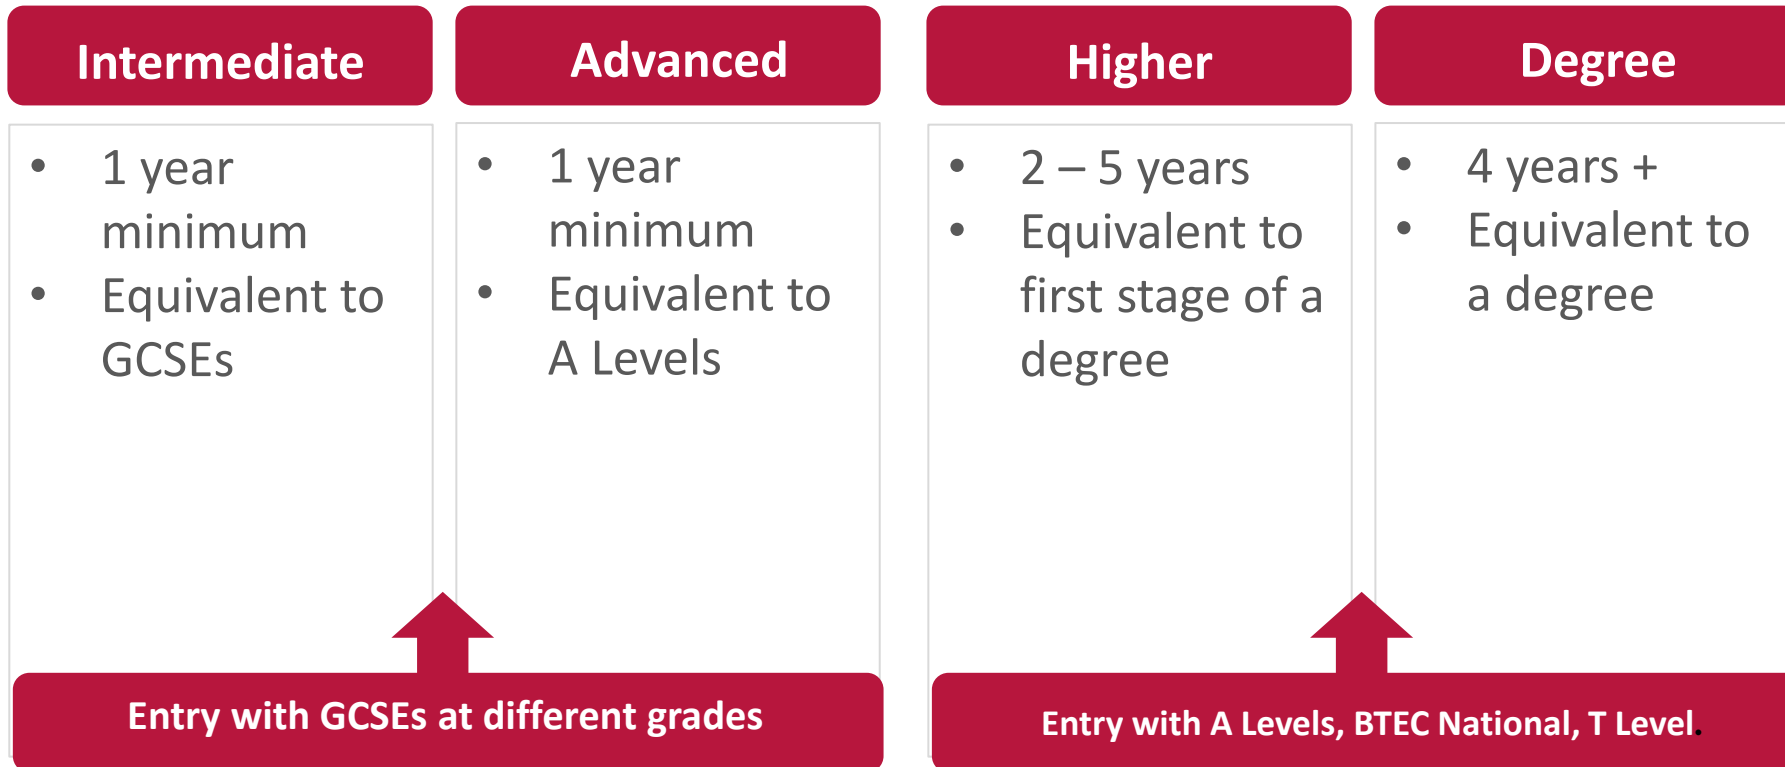 Intermediate
• 1 year
minimum
• Equivalent to
GCSEs
Advanced
• 1 year
minimum
• Equivalent to
A Levels
Entry with GCSEs at different grades
Higher
• 2 – 5 years
• Equivalent to
first stage of a
degree
Degree
• 4 years +
• Equivalent to
a degree
Entry with A Levels, BTEC National, T Level.